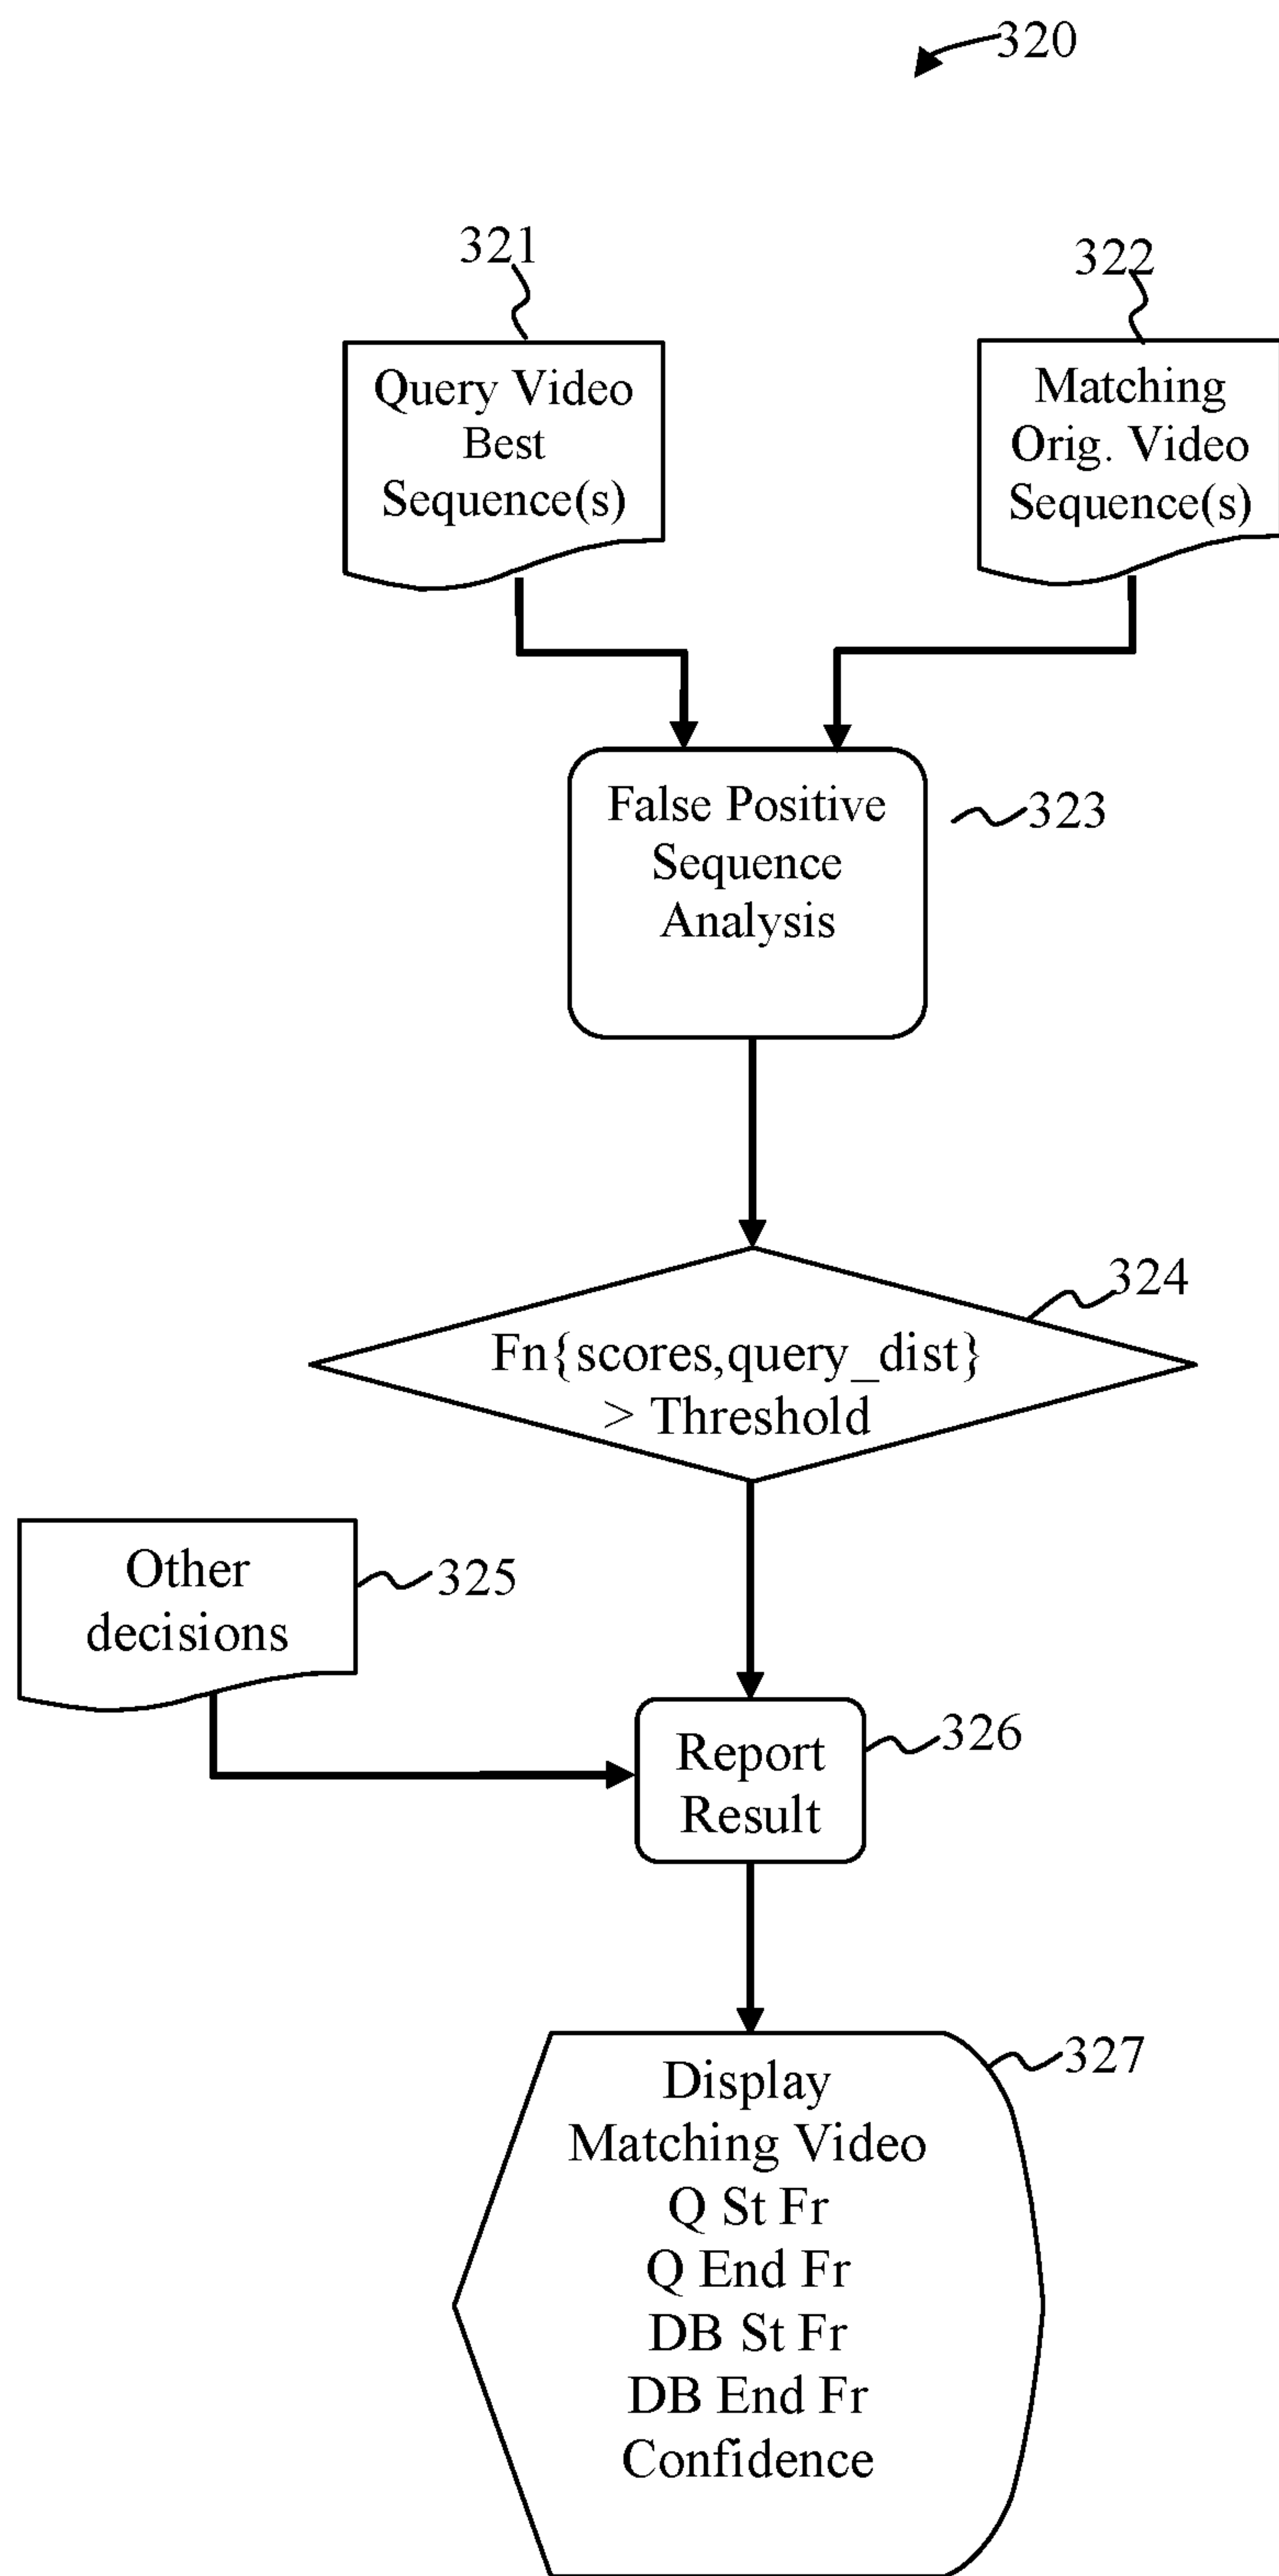 320
321
322
Query Video
Best
Sequence(s)
Matching
Orig. Video
Sequence(s)
False Positive
Sequence
Analysis
323
324
Fn{scores,query_dist}
> Threshold
Other
decisions
325
Report
Result
326
327
Display
Matching Video
Q St Fr
Q End Fr
DB St Fr
DB End Fr
Confidence